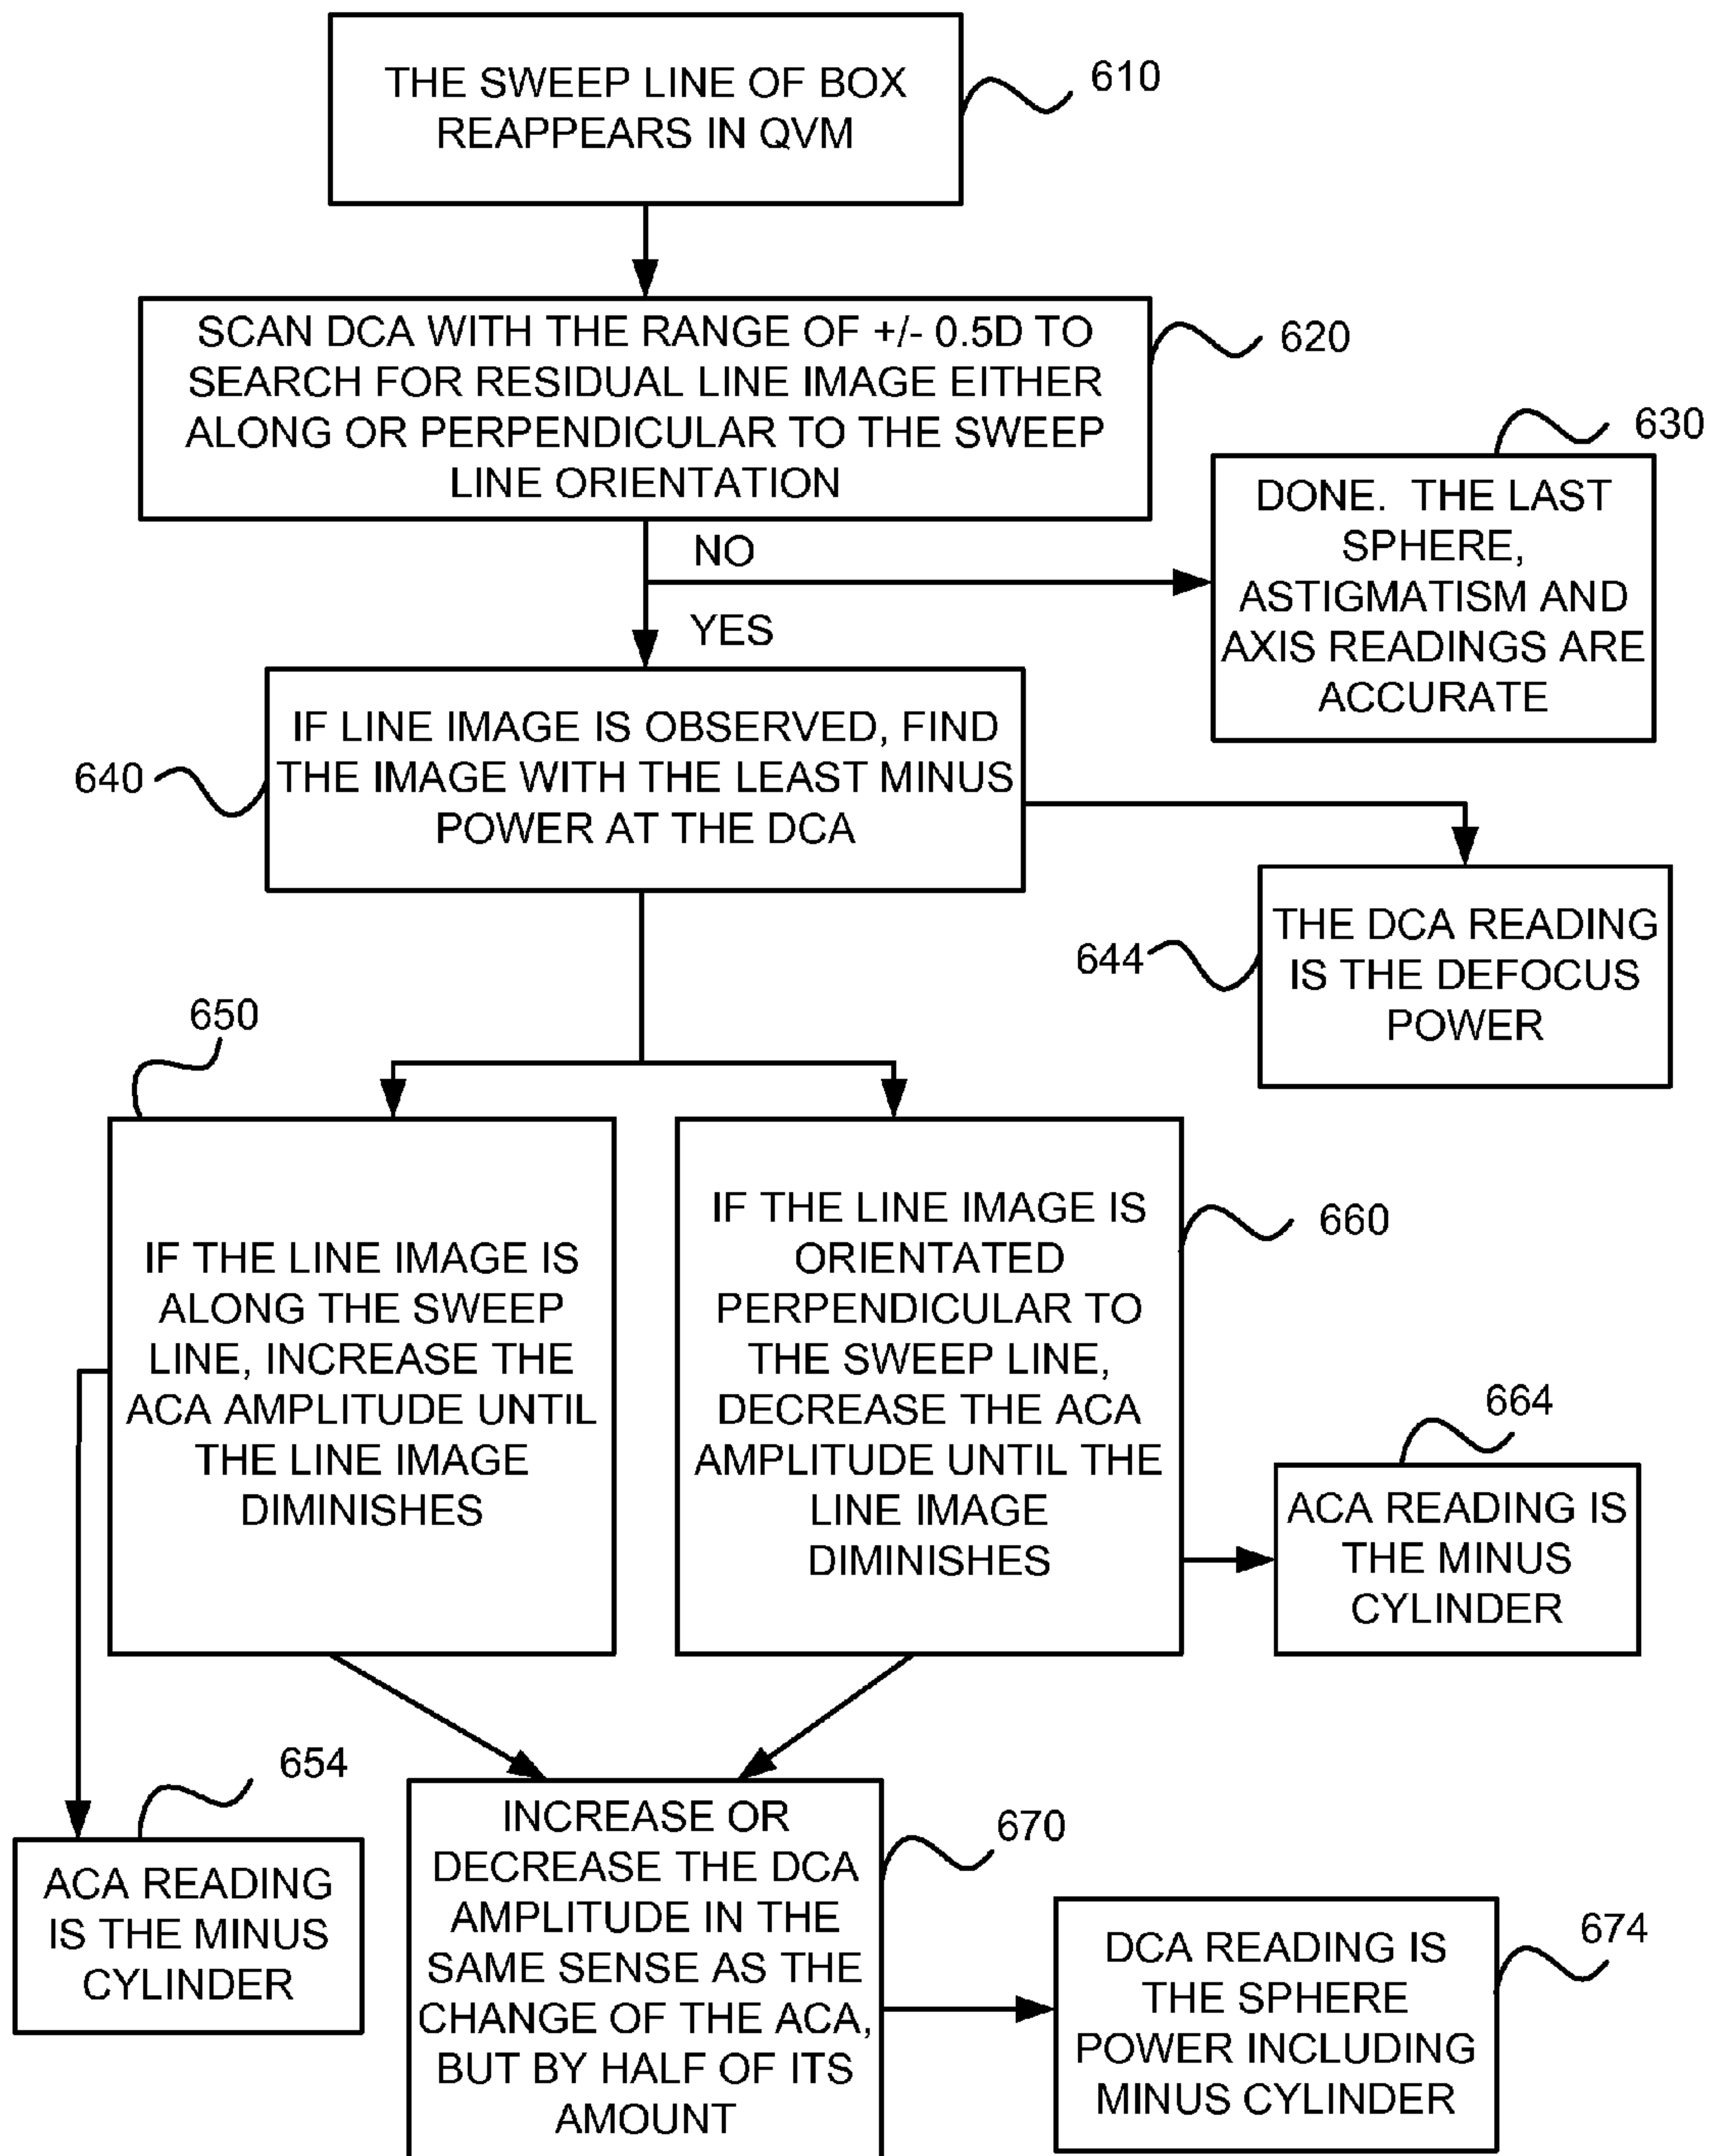 THE SWEEP LINE OF BOX
REAPPEARS IN QVM
610
SCAN DCA WITH THE RANGE OF +/- 0.5D TO
SEARCH FOR RESIDUAL LINE IMAGE EITHER
ALONG OR PERPENDICULAR TO THE SWEEP
LINE ORIENTATION
620
NO
630
DONE. THE LAST
SPHERE,
ASTIGMATISM AND
AXIS READINGS ARE
ACCURATE
YES
640
IF LINE IMAGE IS OBSERVED, FIND
THE IMAGE WITH THE LEAST MINUS
POWER AT THE DCA
644
THE DCA READING
IS THE DEFOCUS
POWER
650
IF THE LINE IMAGE IS
ALONG THE SWEEP
LINE, INCREASE THE
ACA AMPLITUDE UNTIL
THE LINE IMAGE
DIMINISHES
IF THE LINE IMAGE IS
ORIENTATED
PERPENDICULAR TO
THE SWEEP LINE,
DECREASE THE ACA
AMPLITUDE UNTIL THE
LINE IMAGE
DIMINISHES
660
664
ACA READING IS
THE MINUS
CYLINDER
654
ACA READING
IS THE MINUS
CYLINDER
INCREASE OR
DECREASE THE DCA
AMPLITUDE IN THE
SAME SENSE AS THE
CHANGE OF THE ACA,
BUT BY HALF OF ITS
AMOUNT
670
674
DCA READING IS
THE SPHERE
POWER INCLUDING
MINUS CYLINDER